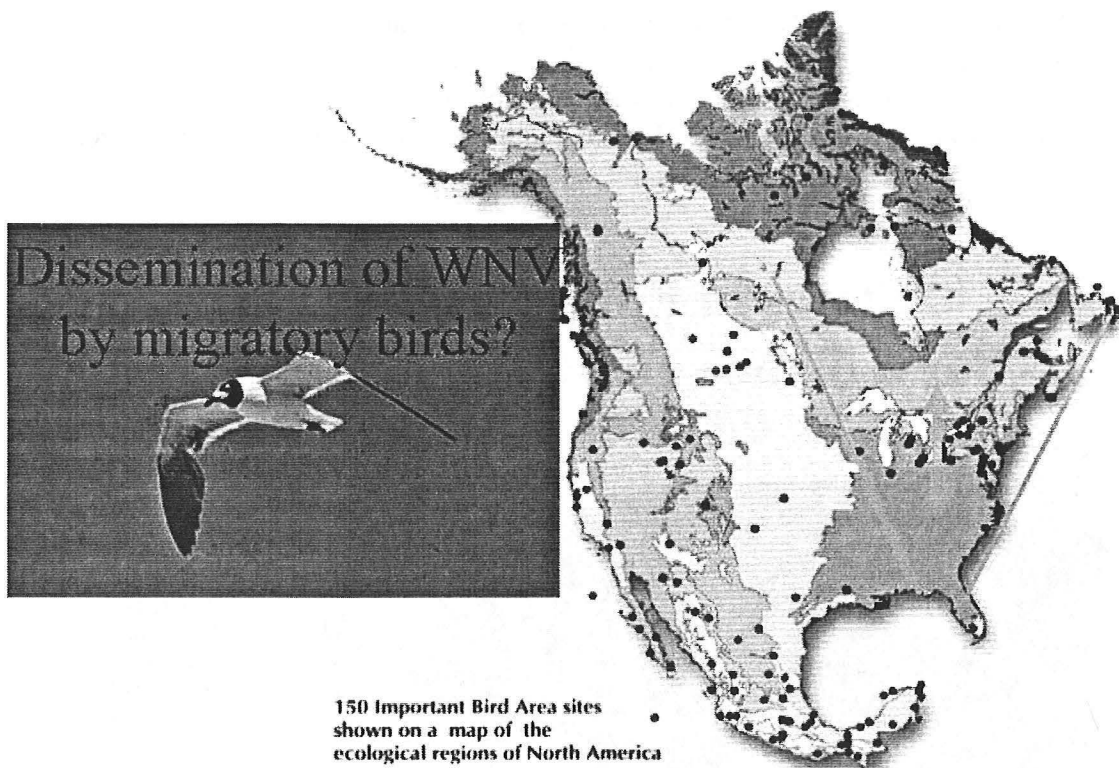 Dissemination of WNV
by migratory birds?
150 Important Bird Area sites
shown on a map of the
ecological regions of North America